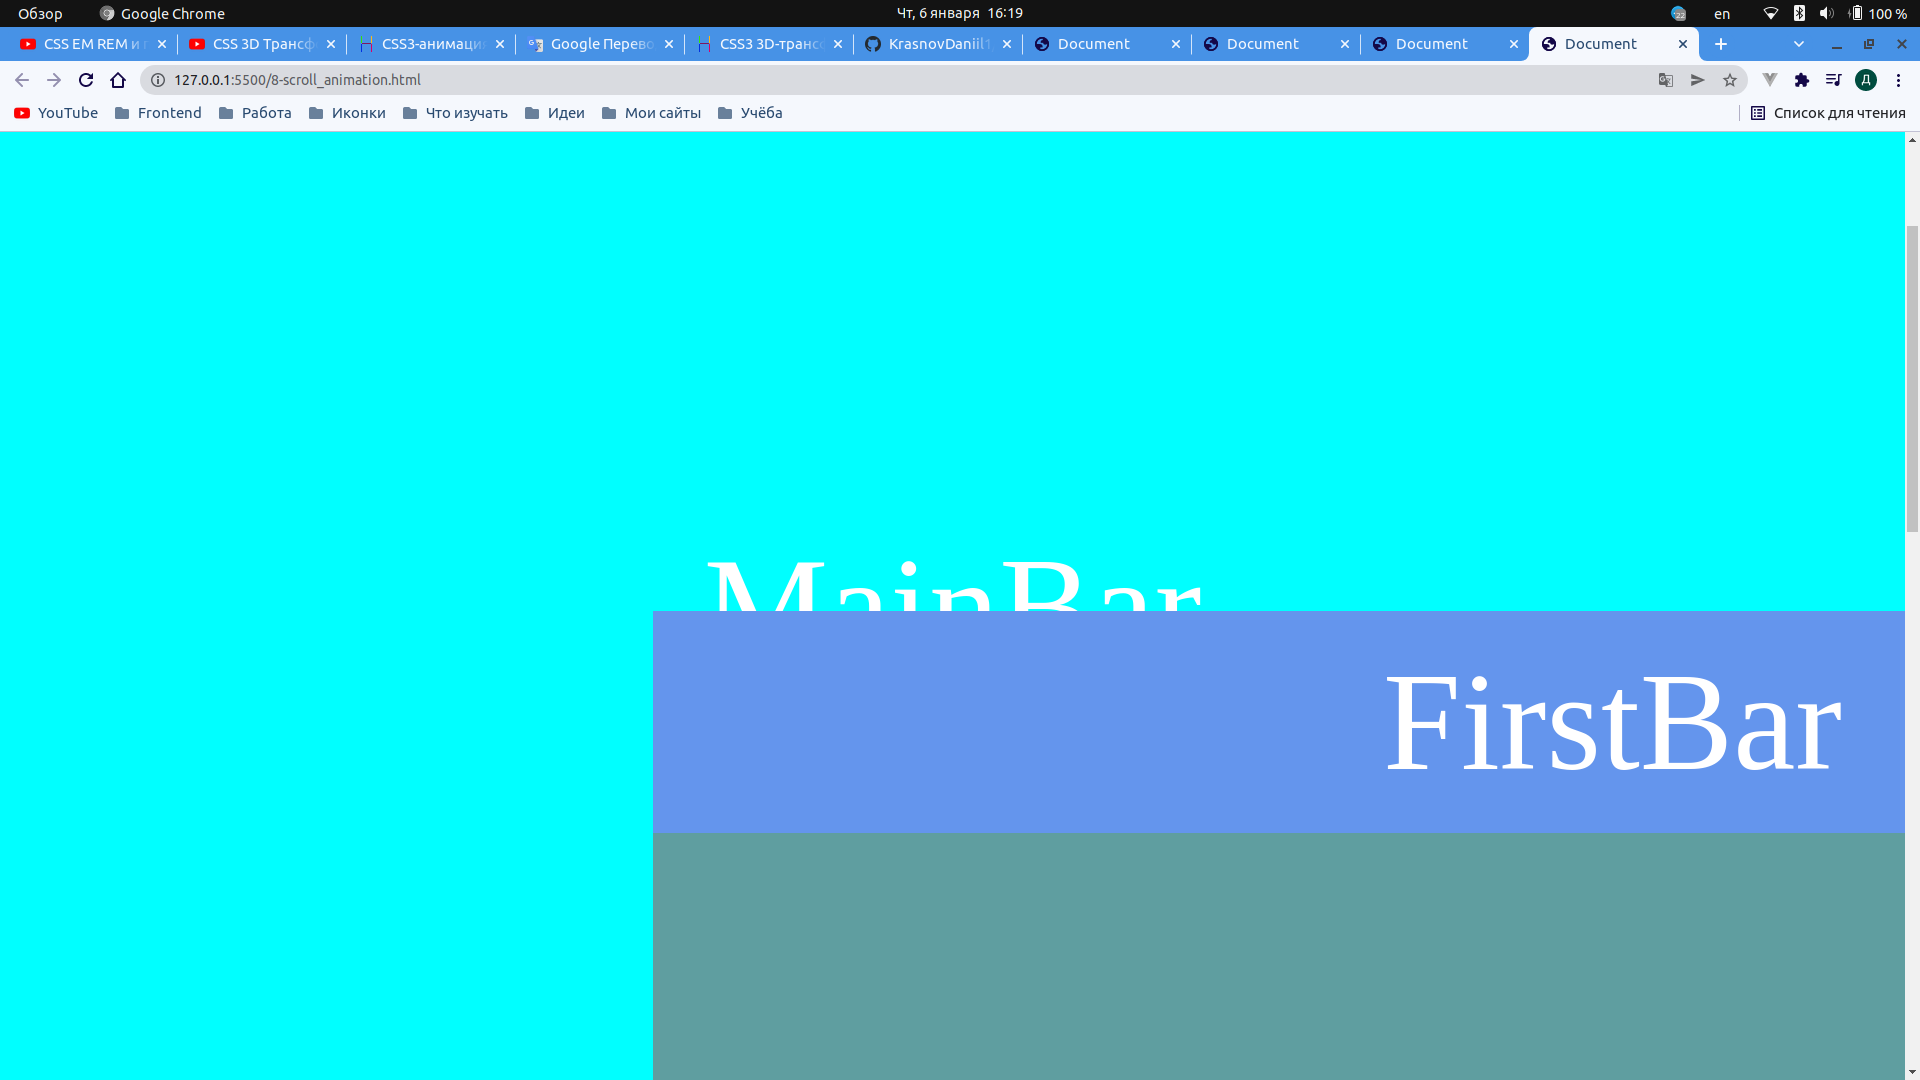 Обзор Google Chrome Чт, 6 января 16:19 22 en 100 %
CSS EM REM и CSS 3D Трансф CSS3-анимаци Google Перево CSS3 3D-транс KrasnovDaniil1 Document Document Document Document
127.0.0.1:5500/8-scroll_animation.html Д
YouTube Frontend Работа Иконки Что изучать Идеи Мои сайты Учёба Список для чтения
MainBar
FirstBar